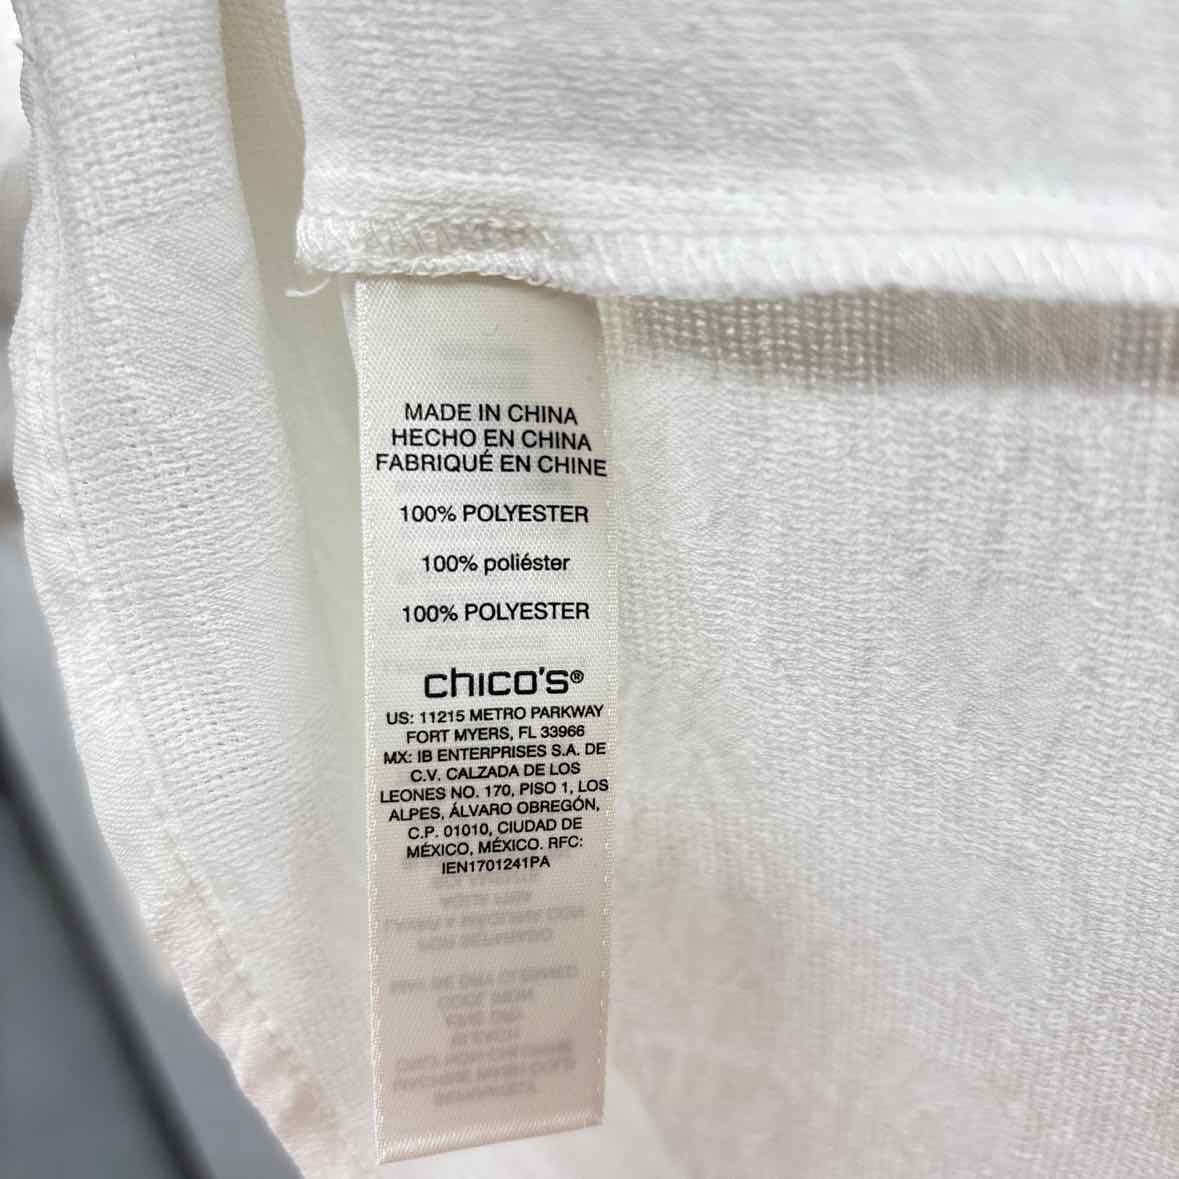 MADE IN CHINA
HECHO EN CHINA
FABRIQUÉ EN CHINE
100% POLYESTER
100% poliéster
100% POLYESTER
chico's®
US: 11215 METRO PARKWAY
FORT MYERS, FL 33966
MX: IB ENTERPRISES S.A. DE
C.V. CALZADA DE LOS
LEONES NO. 170, PISO 1, LOS
ALPES, ÁLVARO OBREGÓN,
C.P. 01010, CIUDAD DE
MÉXICO, MÉXICO. RFC:
IEN1701241PA